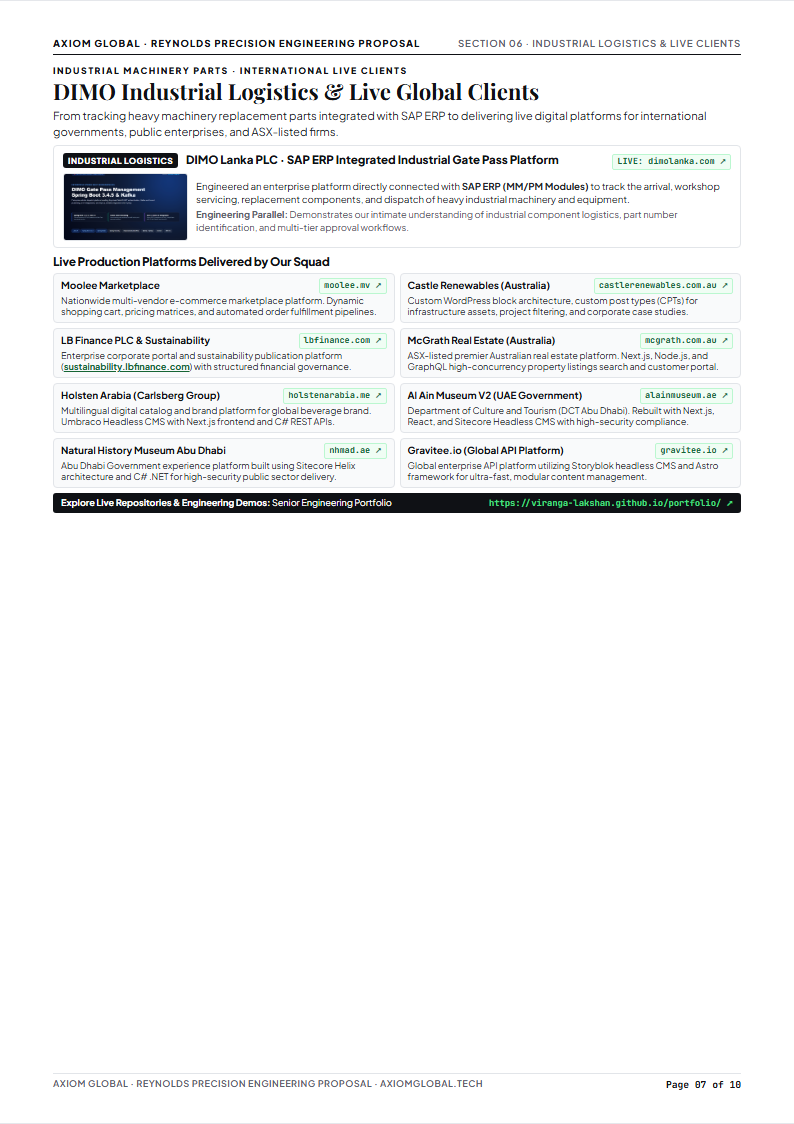 AXIOM GLOBAL · REYNOLDS PRECISION ENGINEERING PROPOSAL
SECTION 06 · INDUSTRIAL LOGISTICS & LIVE CLIENTS
INDUSTRIAL MACHINERY PARTS · INTERNATIONAL LIVE CLIENTS
DIMO Industrial Logistics & Live Global Clients
From tracking heavy machinery replacement parts integrated with SAP ERP to delivering live digital platforms for international
governments, public enterprises, and ASX-listed firms.
INDUSTRIAL LOGISTICS
DIMO Lanka PLC · SAP ERP Integrated Industrial Gate Pass Platform
LIVE: dimolanka.com ↗
DIMO Gate Pass Management
Spring Boot 3.4.5 & Kafka
Engineered an enterprise platform directly connected with SAP ERP (MM/PM Modules) to track the arrival, workshop
servicing, replacement components, and dispatch of heavy industrial machinery and equipment.
Engineering Parallel: Demonstrates our intimate understanding of industrial component logistics, part number
identification, and multi-tier approval workflows.
Live Production Platforms Delivered by Our Squad
Moolee Marketplace
moolee.mv ↗
Nationwide multi-vendor e-commerce marketplace platform. Dynamic
shopping cart, pricing matrices, and automated order fulfillment pipelines.
Castle Renewables (Australia)
castlerenewables.com.au ↗
Custom WordPress block architecture, custom post types (CPTs) for
infrastructure assets, project filtering, and corporate case studies.
LB Finance PLC & Sustainability
lbfinance.com ↗
Enterprise corporate portal and sustainability publication platform
(sustainability.lbfinance.com) with structured financial governance.
McGrath Real Estate (Australia)
mcgrath.com.au ↗
ASX-listed premier Australian real estate platform. Next.js, Node.js, and
GraphQL high-concurrency property listings search and customer portal.
Holsten Arabia (Carlsberg Group)
holstenarabia.me ↗
Multilingual digital catalog and brand platform for global beverage brand.
Umbraco Headless CMS with Next.js frontend and C# REST APIs.
Al Ain Museum V2 (UAE Government)
alainmuseum.ae ↗
Department of Culture and Tourism (DCT Abu Dhabi). Rebuilt with Next.js,
React, and Sitecore Headless CMS with high-security compliance.
Natural History Museum Abu Dhabi
nhmad.ae ↗
Abu Dhabi Government experience platform built using Sitecore Helix
architecture and C# .NET for high-security public sector delivery.
Gravitee.io (Global API Platform)
gravitee.io ↗
Global enterprise API platform utilizing Storyblok headless CMS and Astro
framework for ultra-fast, modular content management.
Explore Live Repositories & Engineering Demos: Senior Engineering Portfolio
https://viranga-lakshan.github.io/portfolio/ ↗
AXIOM GLOBAL · REYNOLDS PRECISION ENGINEERING PROPOSAL · AXIOMGLOBAL.TECH
Page 07 of 10